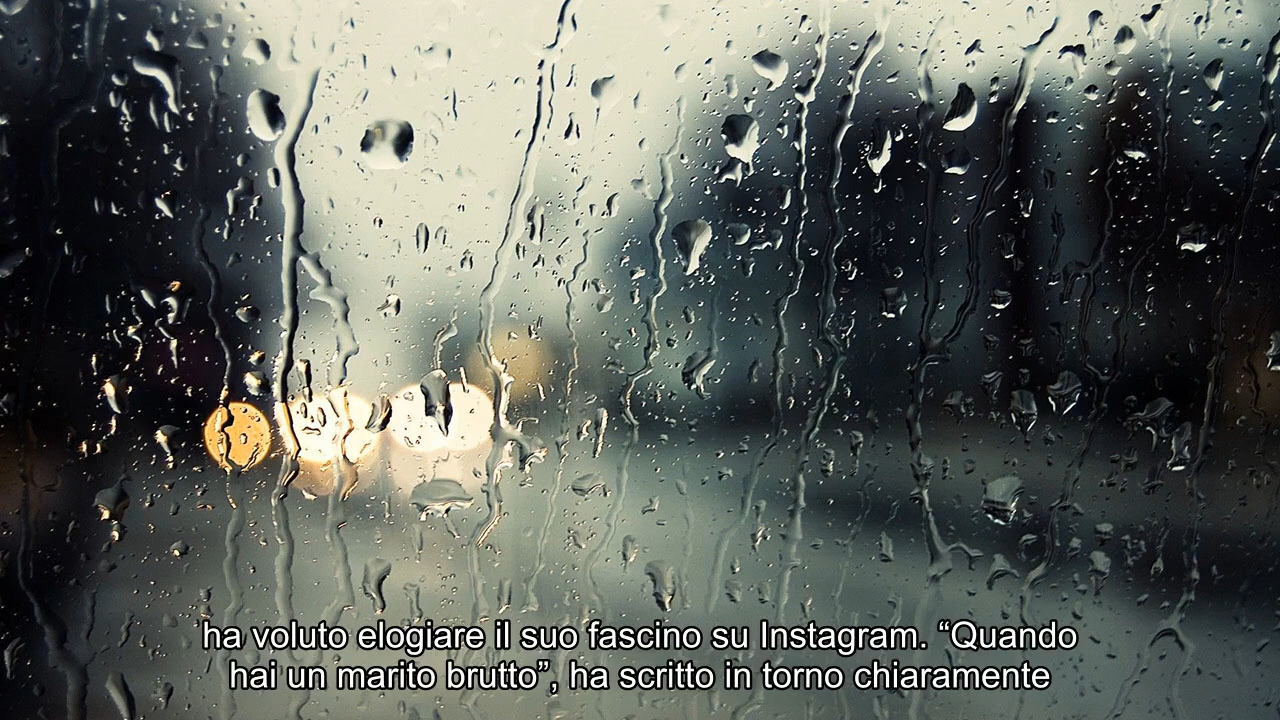 ha voluto elogiare il suo fascino su Instagram. “Quando
hai un marito brutto”, ha scritto in torno chiaramente